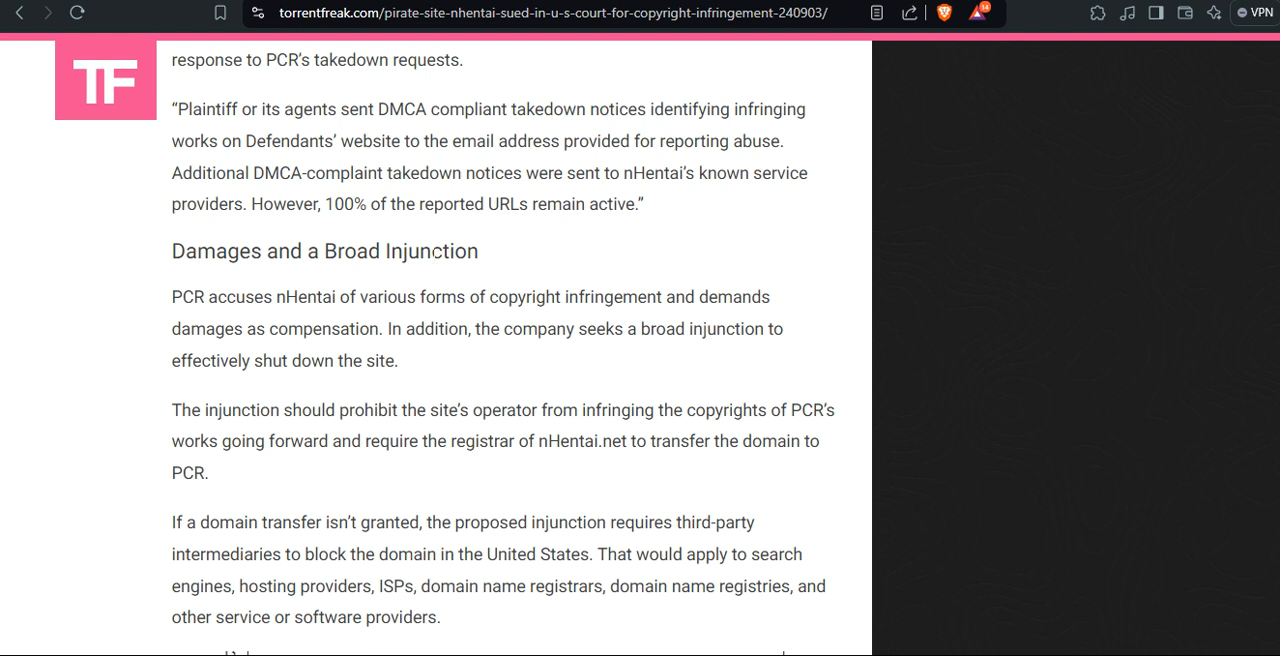 torrentfreak.com/pirate-site-nhentai-sued-in-u-s-court-for-copyright-infringement-240903/
14
VPN
TF
response to PCR's takedown requests.
“Plaintiff or its agents sent DMCA compliant takedown notices identifying infringing
works on Defendants’ website to the email address provided for reporting abuse.
Additional DMCA-complaint takedown notices were sent to nHentai’s known service
providers. However, 100% of the reported URLs remain active.”
Damages and a Broad Injunction
PCR accuses nHentai of various forms of copyright infringement and demands
damages as compensation. In addition, the company seeks a broad injunction to
effectively shut down the site.
The injunction should prohibit the site’s operator from infringing the copyrights of PCR’s
works going forward and require the registrar of nHentai.net to transfer the domain to
PCR.
If a domain transfer isn’t granted, the proposed injunction requires third-party
intermediaries to block the domain in the United States. That would apply to search
engines, hosting providers, ISPs, domain name registrars, domain name registries, and
other service or software providers.